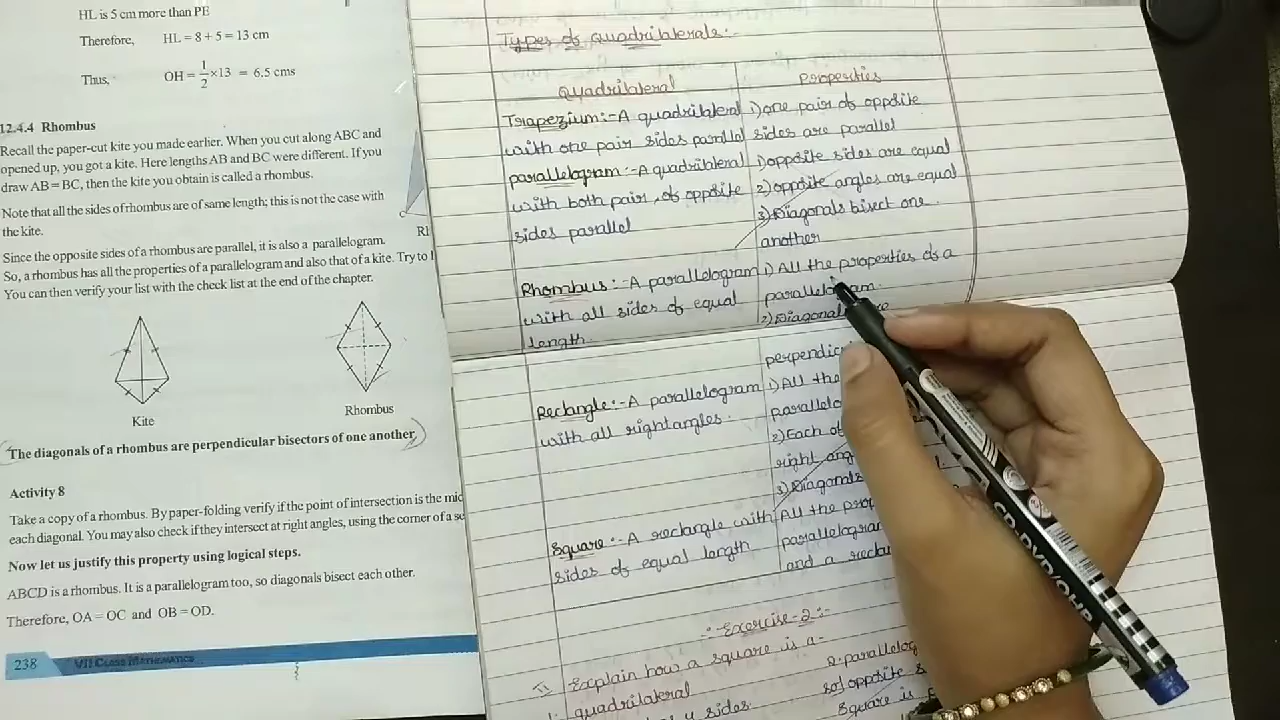 HL is 5 cm more than PE
Therefore, HL = 8 + 5 = 13 cm
Thus, OH = 1/2 ×13 = 6.5 cms
12.4.4 Rhombus
Recall the paper-cut kite you made earlier. When you cut along ABC and
opened up, you got a kite. Here lengths AB and BC were different. If you
draw AB = BC, then the kite you obtain is called a rhombus.
Note that all the sides of rhombus are of same length; this is not the case with
the kite.
Since the opposite sides of a rhombus are parallel, it is also a parallelogram.
So, a rhombus has all the properties of a parallelogram and also that of a kite. Try to
You can then verify your list with the check list at the end of the chapter.
Kite
Rhombus
The diagonals of a rhombus are perpendicular bisectors of one another
Activity 8
Take a copy of a rhombus. By paper-folding verify if the point of intersection is the
each diagonal. You may also check if they intersect at right angles, using the corner of a
Now let us justify this property using logical steps.
ABCD is a rhombus. It is a parallelogram too, so diagonals bisect each other.
Therefore, OA = OC and OB = OD.
238 VII Class Mathematics
Types of Quadrilaterals:-
Quadrilateral
Trapezium:- A quadrilateral
with one pair sides parallel
parallelogram:- A quadrilateral
with both pair of opposite
sides parallel
Rhombus:- A parallelogram
with all sides of equal
length.
Rectangle:- A parallelogram
with all rightangles.
Square:- A rectangle with
sides of equal length
Properties
1) one pair of opposite
sides are parallel
1) opposite sides are equal
2) opposite angles are equal
3) Diagonals bisect one
another
1) All the properties of a
parallelogram.
2) Diagonals
1) All the
2) Each of
right
3) Diagonals
All the
and a
Exercise-2:-
I, Explain how a square is a-
1. quadrilateral
sides.
2. parallelog
sol opposite
Square is